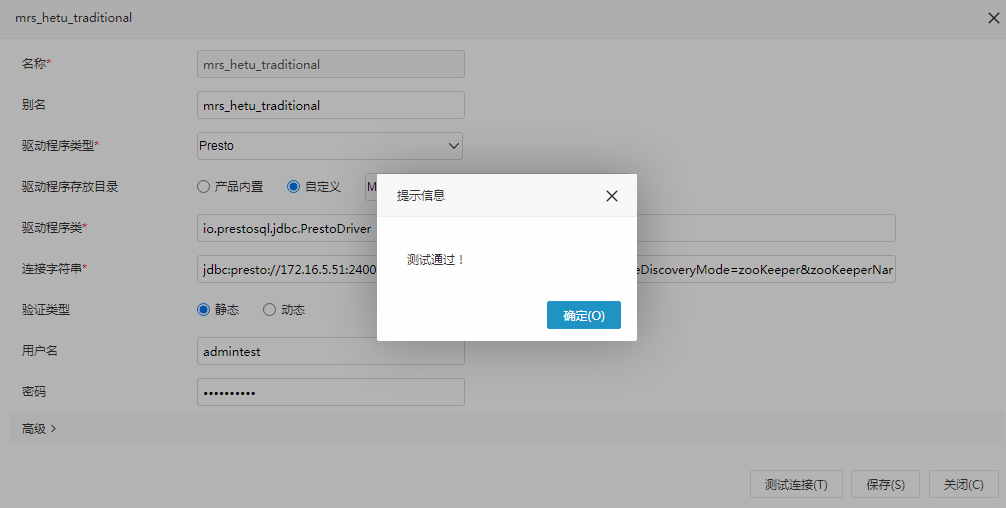 mrs_hetu_traditional
名称* mrs_hetu_traditional
别名 mrs_hetu_traditional
驱动程序类型* Presto
驱动程序存放目录 产品内置 自定义 M
提示信息
驱动程序类* io.prestosql.jdbc.PrestoDriver
测试通过！
连接字符串* jdbc:presto://172.16.5.51:2400 eDiscoveryMode=zooKeeper&zooKeeperNar
验证类型 静态 动态
确定(O)
用户名 admintest
密码 ••••••••••
高级
测试连接(T) 保存(S) 关闭(C)